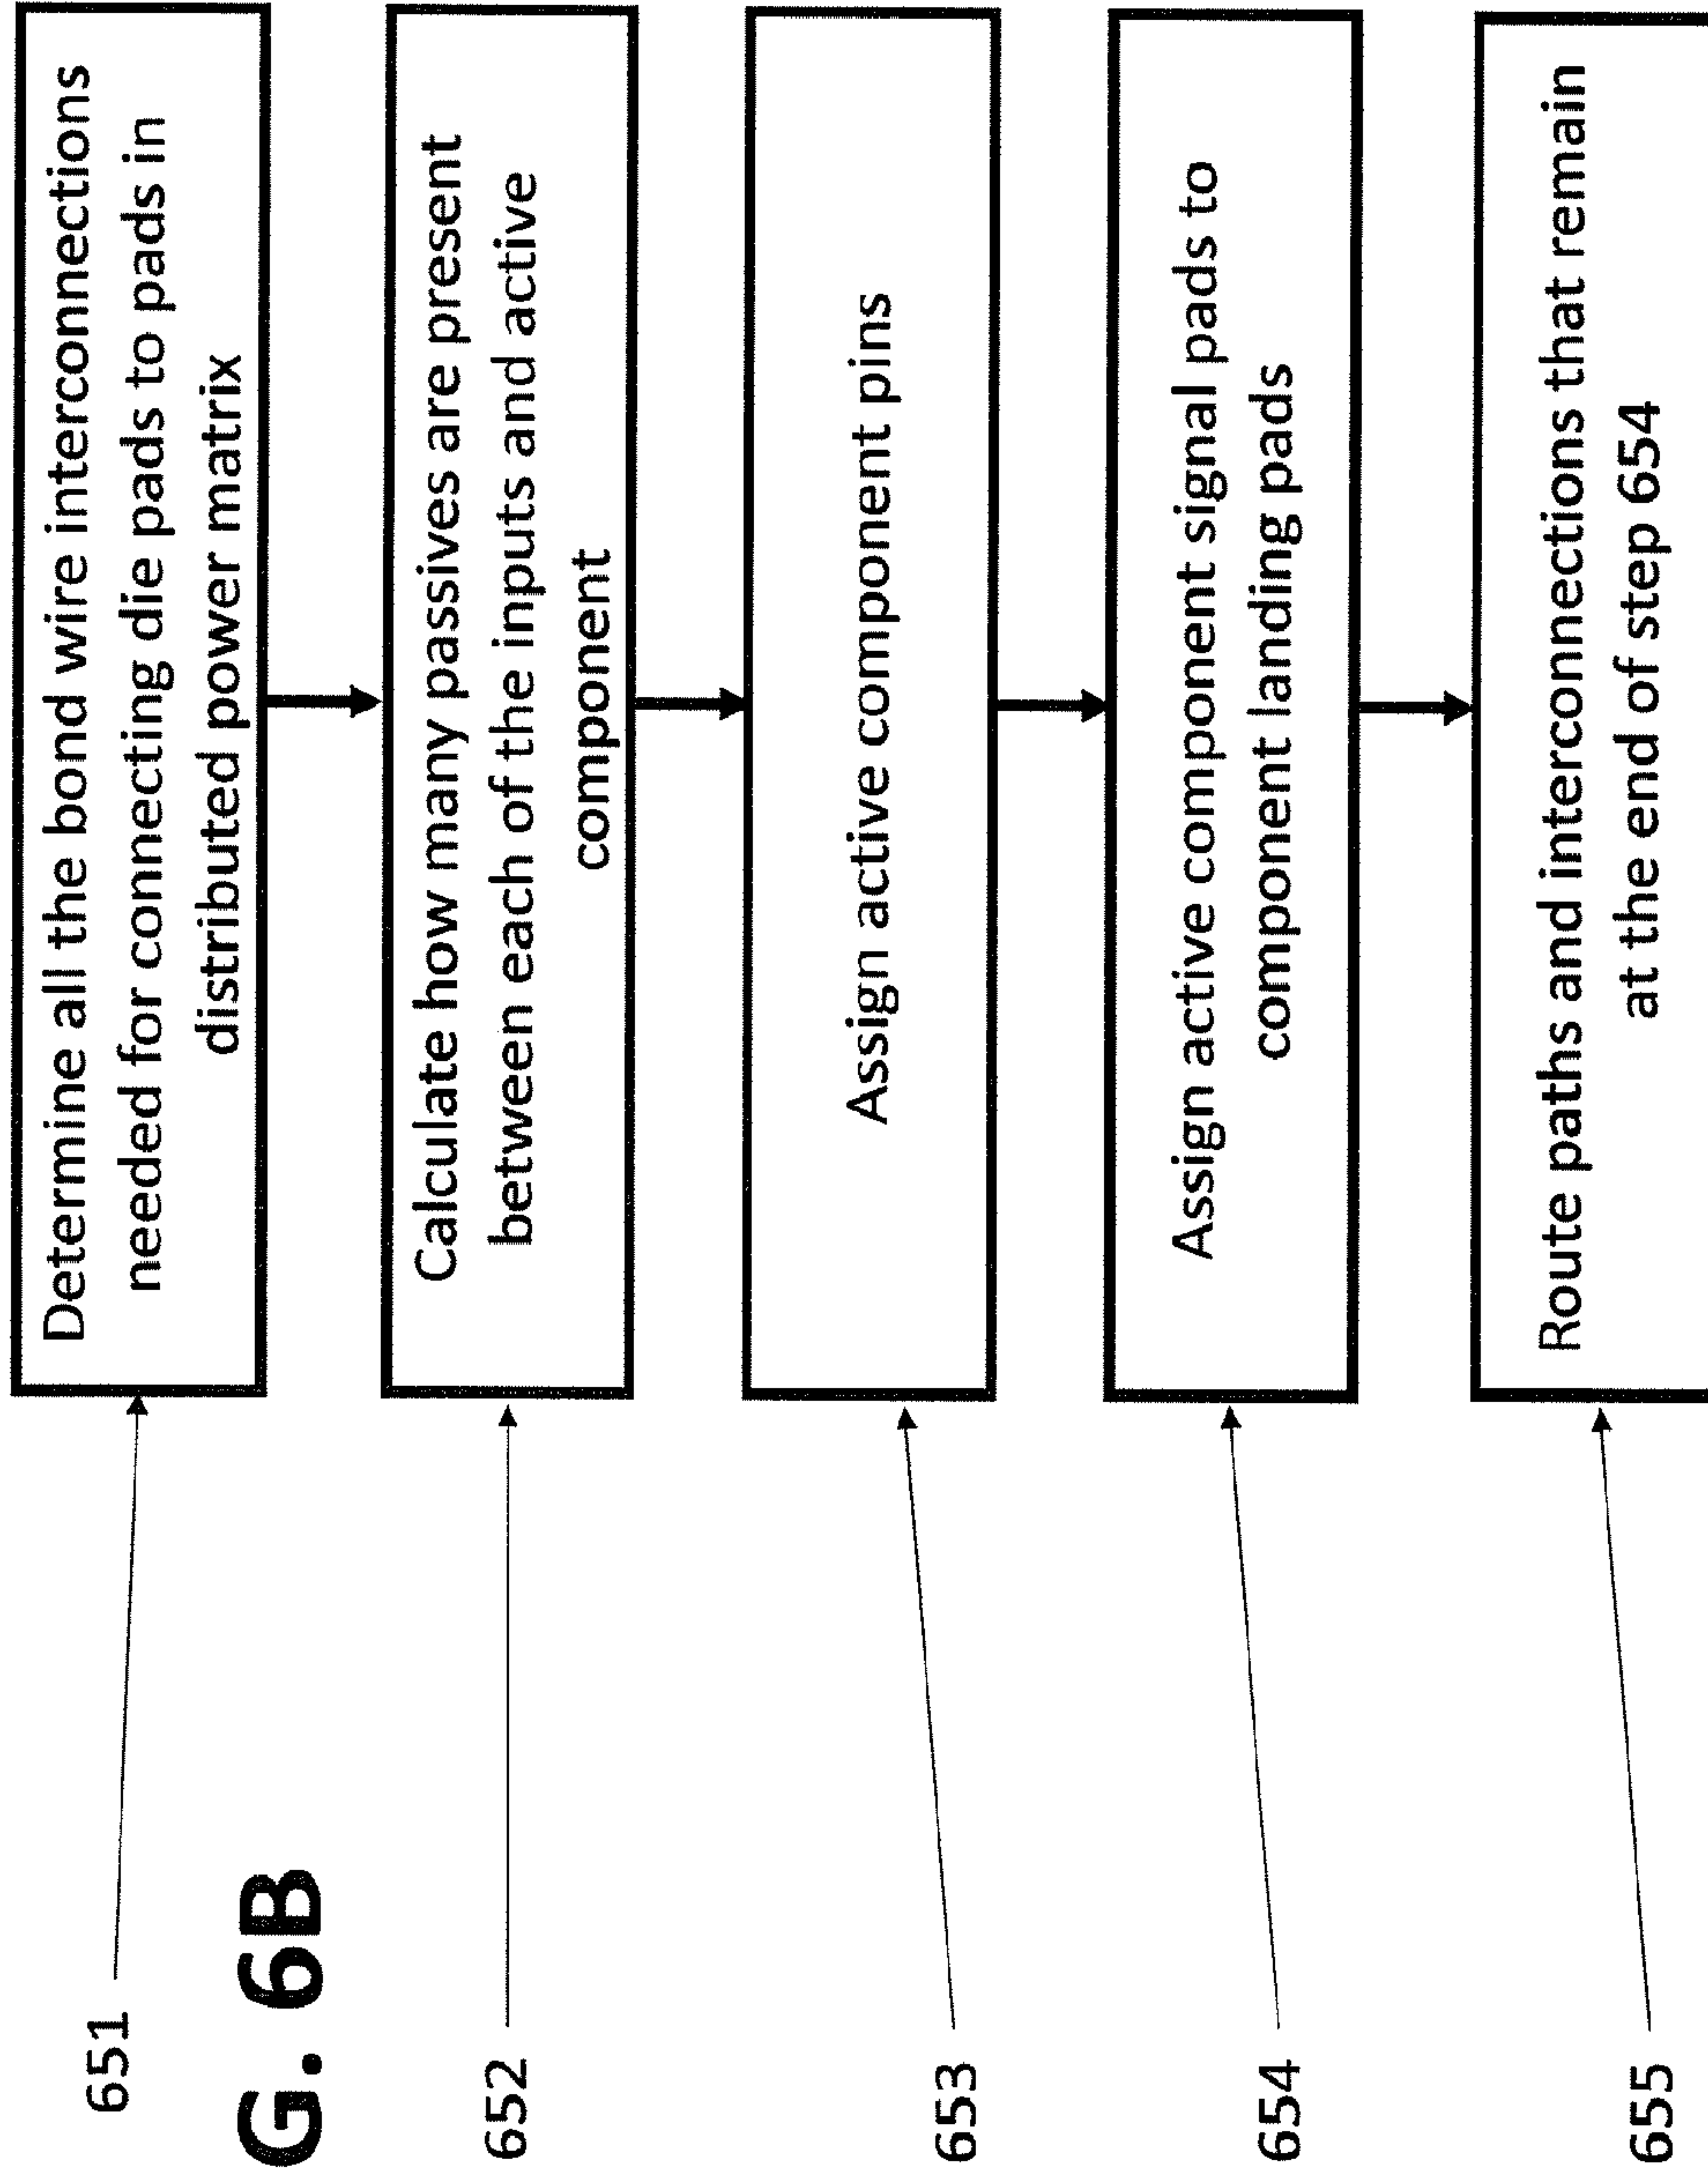 651
Determine all the bond wire interconnections
needed for connecting die pads to pads in
distributed power matrix
G. 6B
652
Calculate how many passives are present
between each of the inputs and active
component
653
Assign active component pins
654
Assign active component signal pads to
component landing pads
655
Route paths and interconnections that remain
at the end of step 654